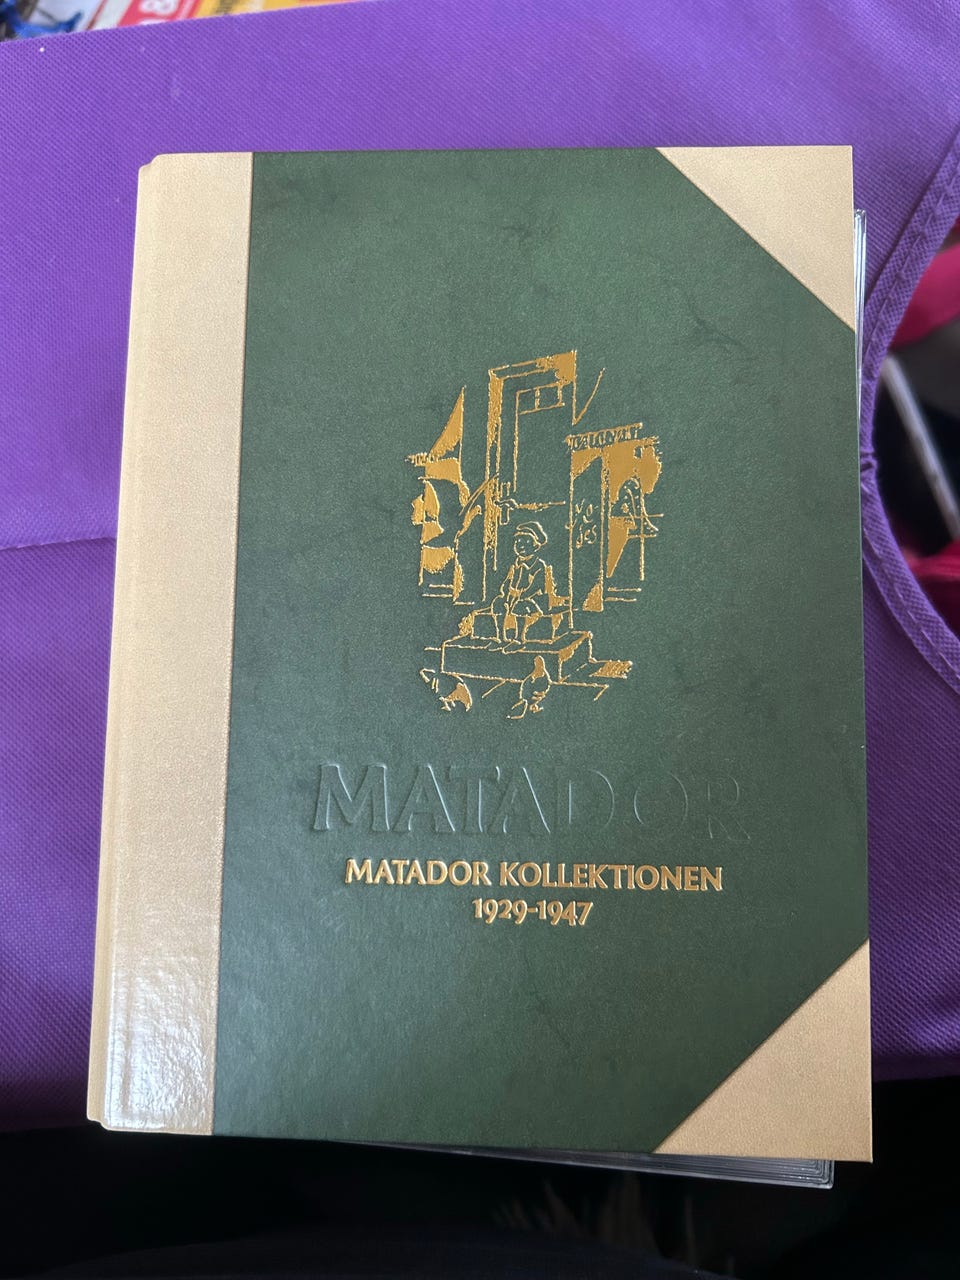 MATADOR
MATADOR KOLLEKTIONEN
1929-1947